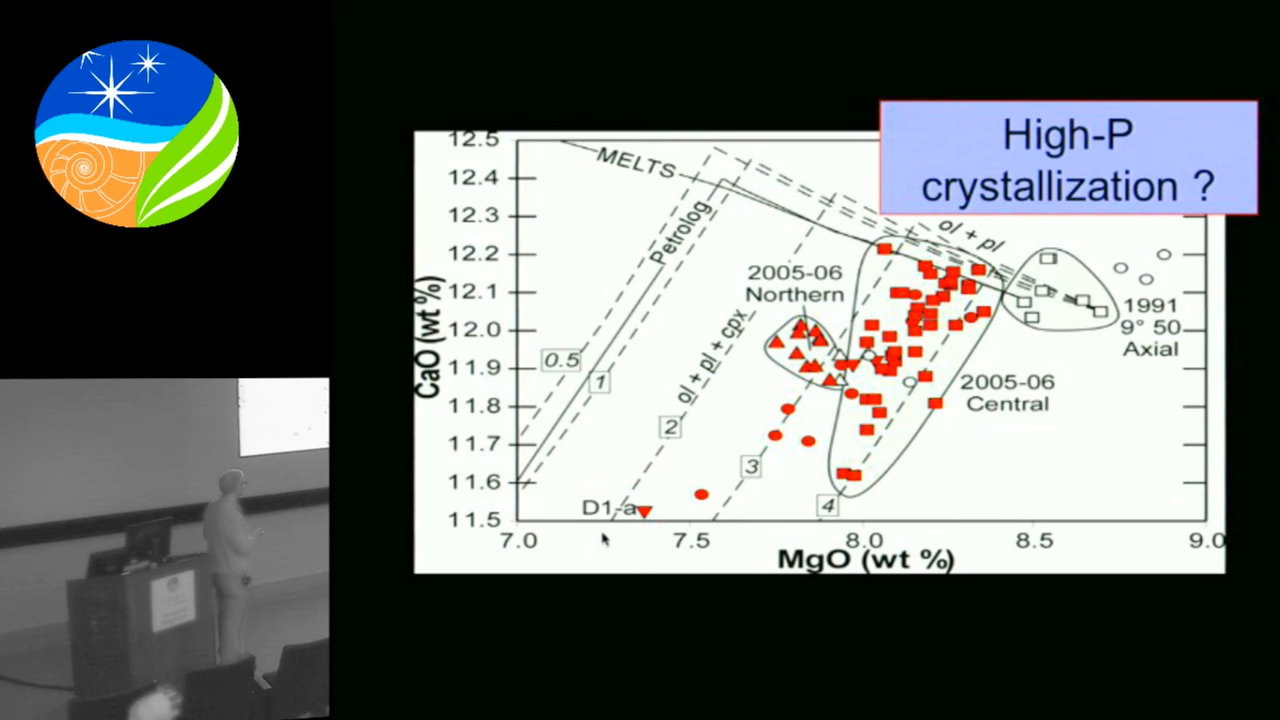 High-P
crystallization ?
12.5
12.4
12.3
12.2
12.1
12.0
11.9
11.8
11.7
11.6
11.5
CaO (wt %)
MELTS
Petrolog
ol + pl
ol + pl + cpx
2005-06
Northern
1991
9° 50
Axial
2005-06
Central
0.5
1
2
3
4
D1-a
7.0
7.5
8.0
8.5
9.0
MgO (wt %)